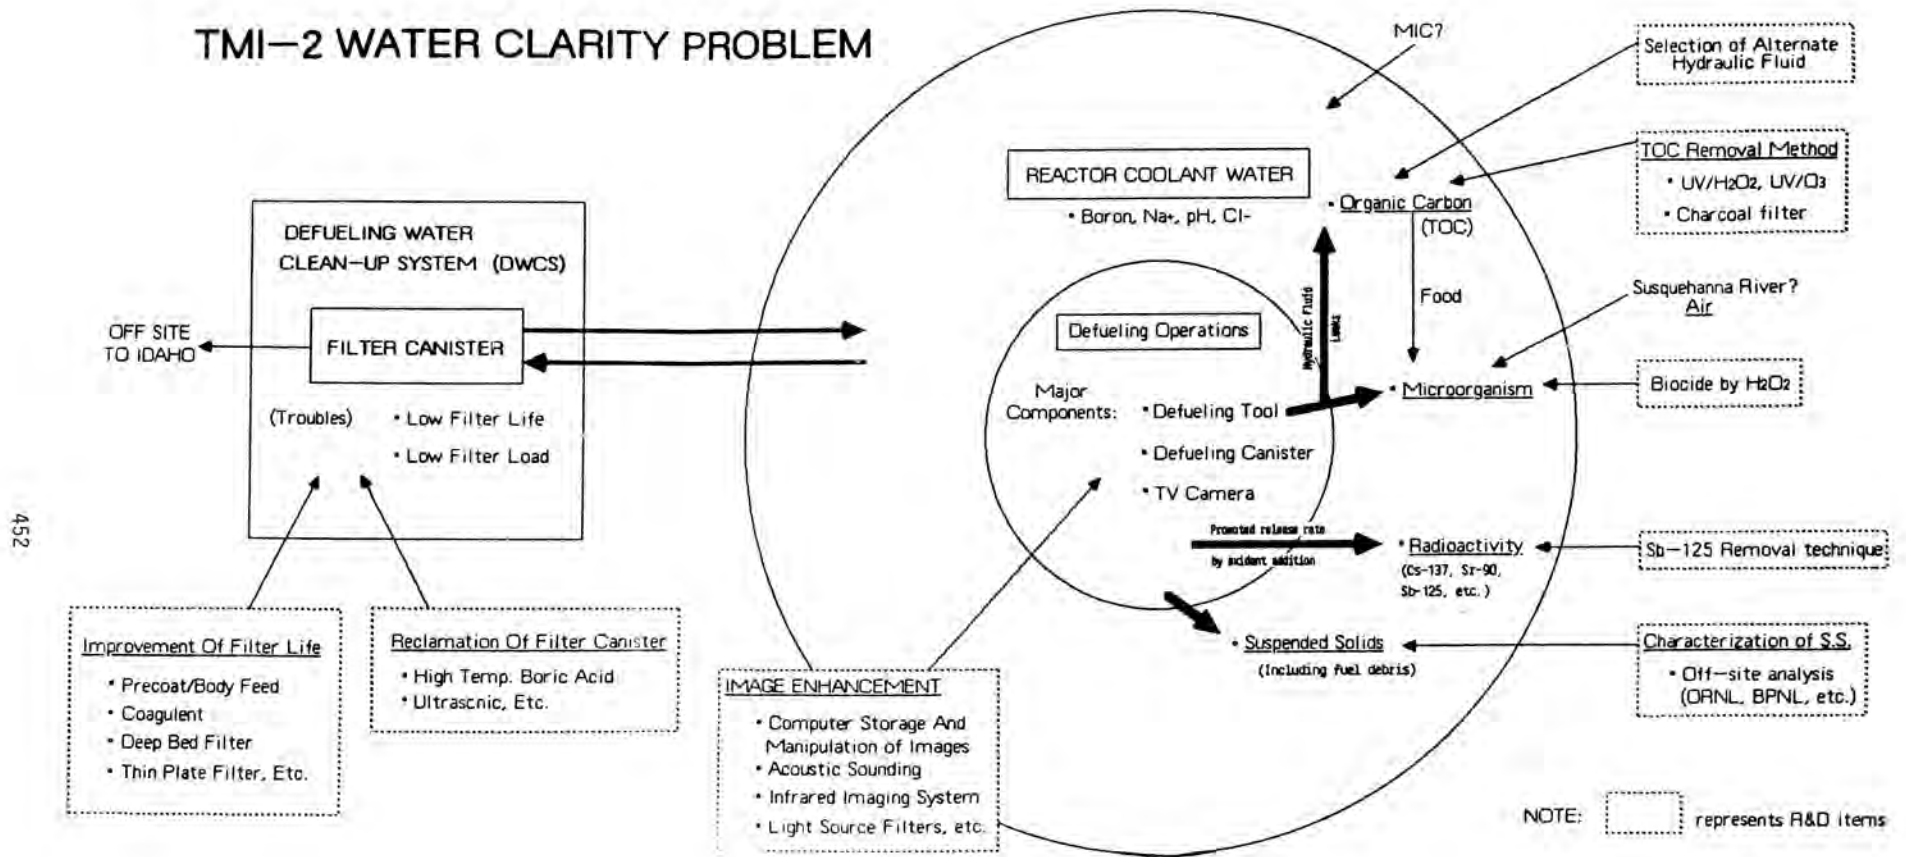 TMI-2 WATER CLARITY PROBLEM
DEFUELING WATER
CLEAN-UP SYSTEM (DWCS)
FILTER CANISTER
OFF SITE
TO IDAHO
(Troubles)
• Low Filter Life
• Low Filter Load
Improvement Of Filter Life
• Precoat/Body Feed
• Coagulent
• Deep Bed Filter
• Thin Plate Filter, Etc.
Reclamation Of Filter Canister
• High Temp. Boric Acid
• Ultrasonic, Etc.
IMAGE ENHANCEMENT
• Computer Storage And
Manipulation of Images
• Acoustic Sounding
• Infrared Imaging System
• Light Source Filters, etc.
REACTOR COOLANT WATER
• Boron, Na+, pH, Cl-
Defueling Operations
Major
Components:
• Defueling Tool
• Defueling Canister
• TV Camera
Hydraulic Fluid
Leaks
Promoted release rate
by oxidant addition
MIC?
• Organic Carbon
(TOC)
Food
• Microorganism
• Radioactivity
(Cs-137, Sr-90,
Sb-125, etc.)
• Suspended Solids
(Including fuel debris)
Selection of Alternate
Hydraulic Fluid
TOC Removal Method
• UV/H2O2, UV/O3
• Charcoal filter
Susquehanna River?
Air
Biocide by H2O2
Sb-125 Removal technique
Characterization of S.S.
• Off-site analysis
(ORNL, BPNL, etc.)
NOTE:
represents R&D items
452